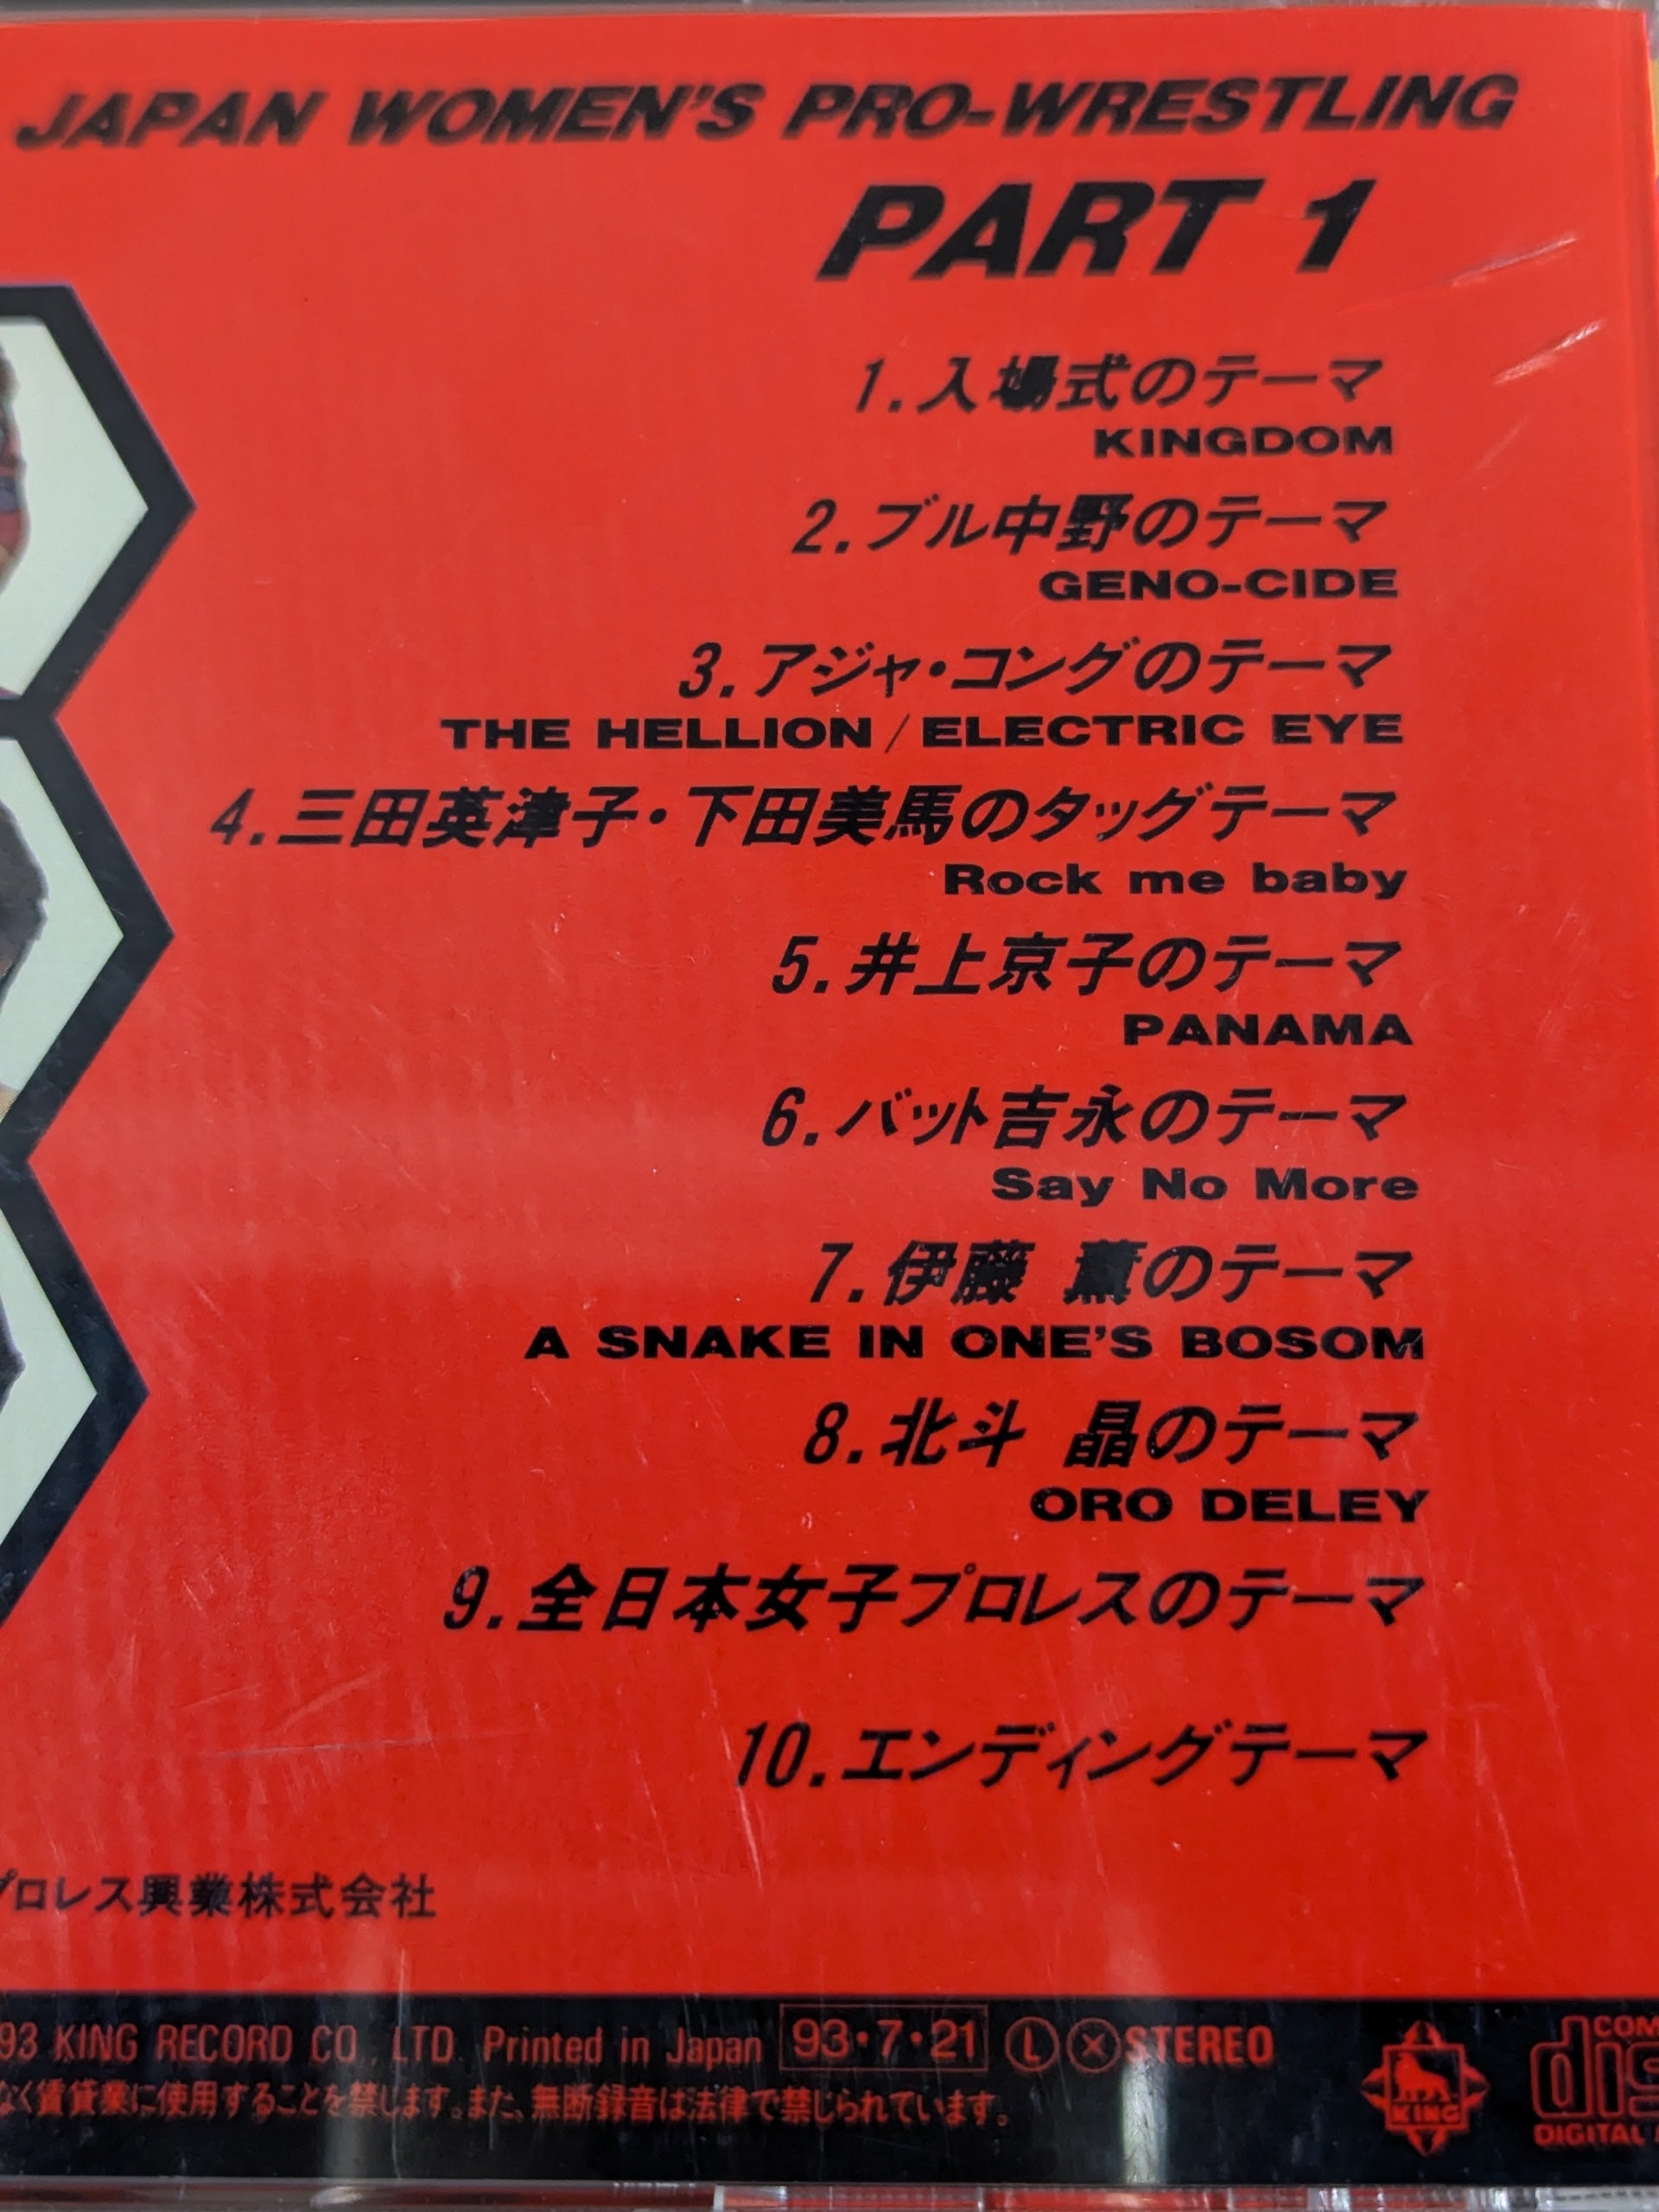 JAPAN WOMEN'S PRO-WRESTLING
PART 1
1.入場式のテーマ
KINGDOM
2.ブル中野のテーマ
GENO-CIDE
3.アジャ・コングのテーマ
THE HELLION/ELECTRIC EYE
4.三田英津子・下田美馬のタッグテーマ
Rock me baby
5.井上京子のテーマ
PANAMA
6.バット吉永のテーマ
Say No More
7.伊藤 薫のテーマ
A SNAKE IN ONE'S BOSOM
8.北斗 晶のテーマ
ORO DELEY
9.全日本女子プロレスのテーマ
10.エンディングテーマ
プロレス興業株式会社
93 KING RECORD CO., LTD. Printed in Japan 93・7・21 Ⓛ ⓧ STEREO
なく賃貸業に使用することを禁じます。また、無断録音は法律で禁じられています。
KING
COM
dis
DIGITAL